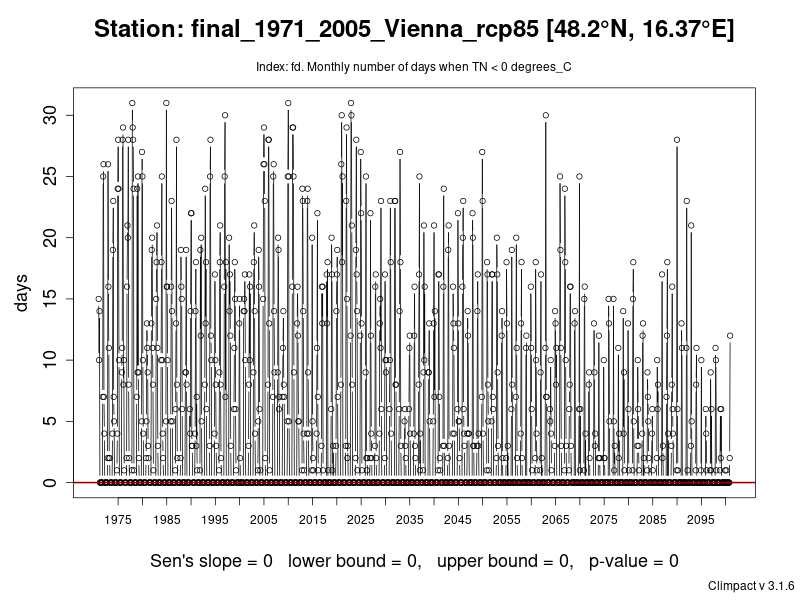 Station: final_1971_2005_Vienna_rcp85 [48.2°N, 16.37°E]
Index: fd. Monthly number of days when TN < 0 degrees_C
30
25
20
15
10
5
0
days
1975 1985 1995 2005 2015 2025 2035 2045 2055 2065 2075 2085 2095
Sen's slope = 0 lower bound = 0, upper bound = 0, p-value = 0
Climpact v 3.1.6